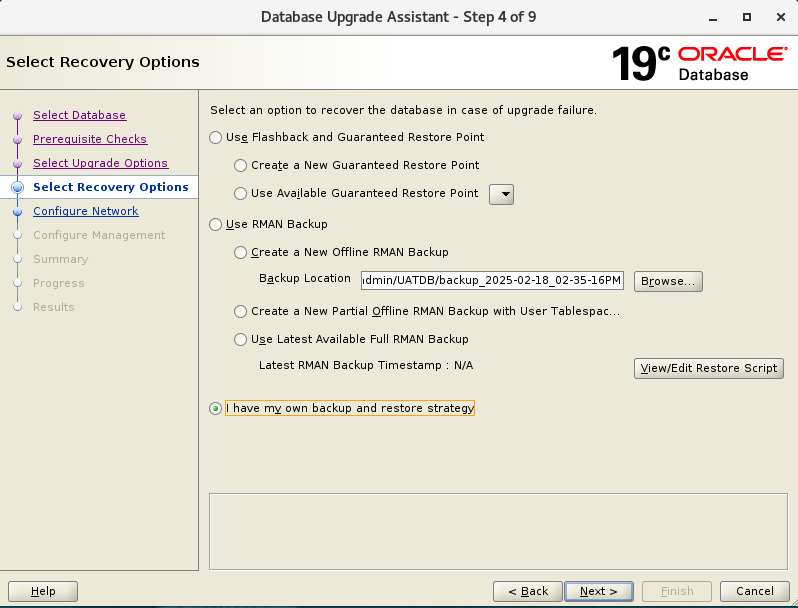 Database Upgrade Assistant - Step 4 of 9
Select Recovery Options
19c ORACLE
Database
Select Database
Prerequisite Checks
Select Upgrade Options
Select Recovery Options
Configure Network
Configure Management
Summary
Progress
Results
Select an option to recover the database in case of upgrade failure.
Use Flashback and Guaranteed Restore Point
Create a New Guaranteed Restore Point
Use Available Guaranteed Restore Point
Use RMAN Backup
Create a New Offline RMAN Backup
Backup Location dmin/UATDB/backup_2025-02-18_02-35-16PM Browse...
Create a New Partial Offline RMAN Backup with User Tablespac...
Use Latest Available Full RMAN Backup
Latest RMAN Backup Timestamp : N/A View/Edit Restore Script
I have my own backup and restore strategy
Help < Back Next > Finish Cancel